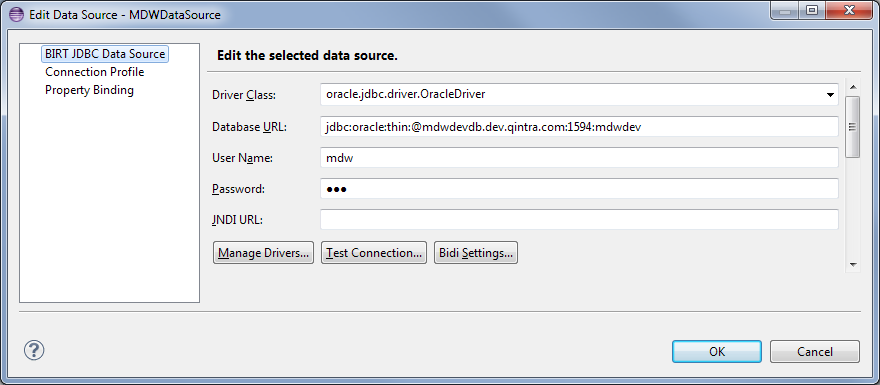 Edit Data Source - MDWDataSource
BIRT JDBC Data Source
Connection Profile
Property Binding
Edit the selected data source.
Driver Class: oracle.jdbc.driver.OracleDriver
Database URL: jdbc:oracle:thin:@mdwdevdb.dev.qintra.com:1594:mdwdev
User Name: mdw
Password: ●●●
JNDI URL:
Manage Drivers... Test Connection... Bidi Settings...
? OK Cancel